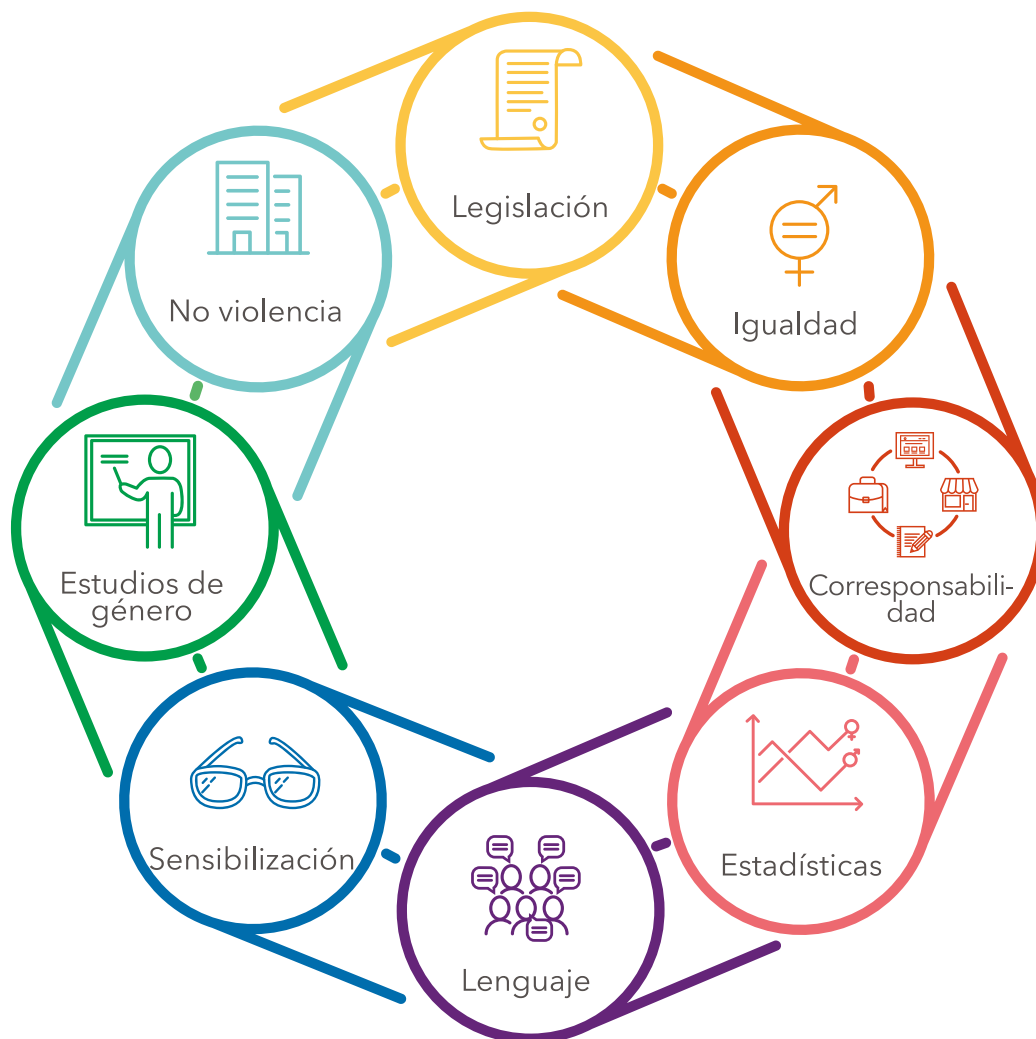 Legislación
Igualdad
Corresponsabili-
dad
Estadísticas
Lenguaje
Sensibilización
Estudios de
género
No violencia